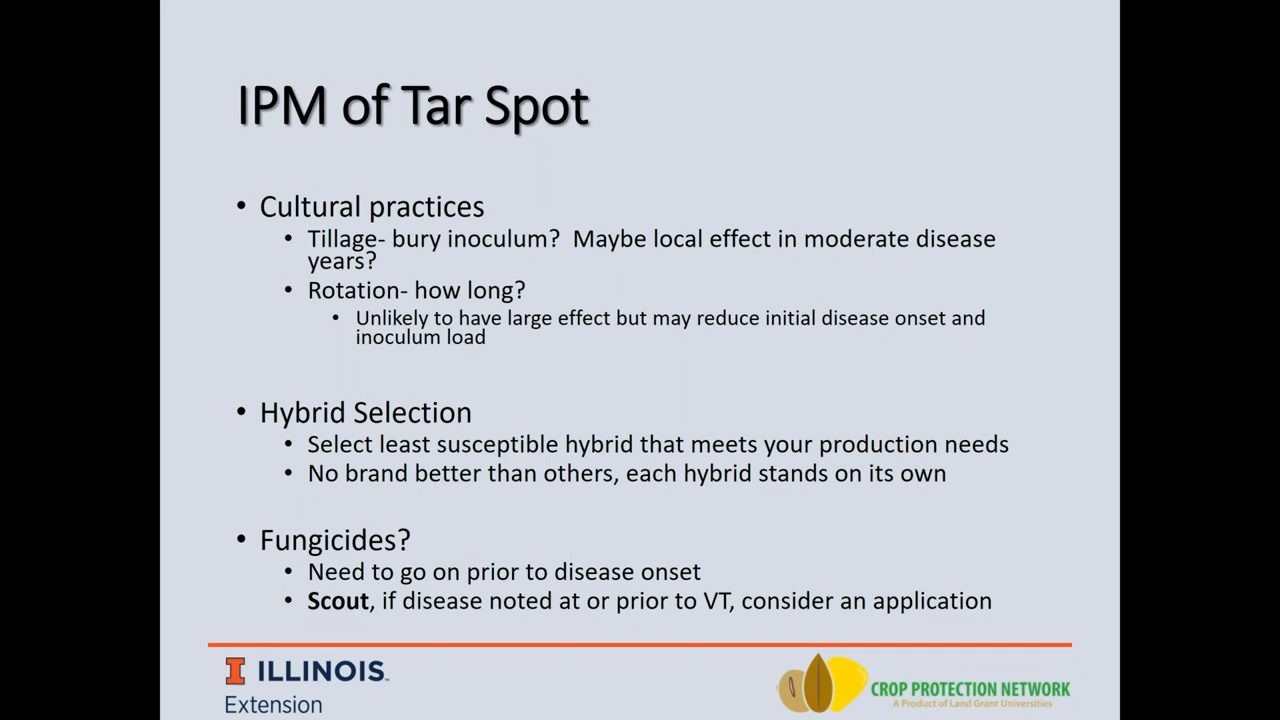 IPM of Tar Spot
• Cultural practices
• Tillage- bury inoculum? Maybe local effect in moderate disease
years?
• Rotation- how long?
• Unlikely to have large effect but may reduce initial disease onset and
inoculum load
• Hybrid Selection
• Select least susceptible hybrid that meets your production needs
• No brand better than others, each hybrid stands on its own
• Fungicides?
• Need to go on prior to disease onset
• Scout, if disease noted at or prior to VT, consider an application
I ILLINOIS
Extension
CROP PROTECTION NETWORK
A Product of Land Grant Universities